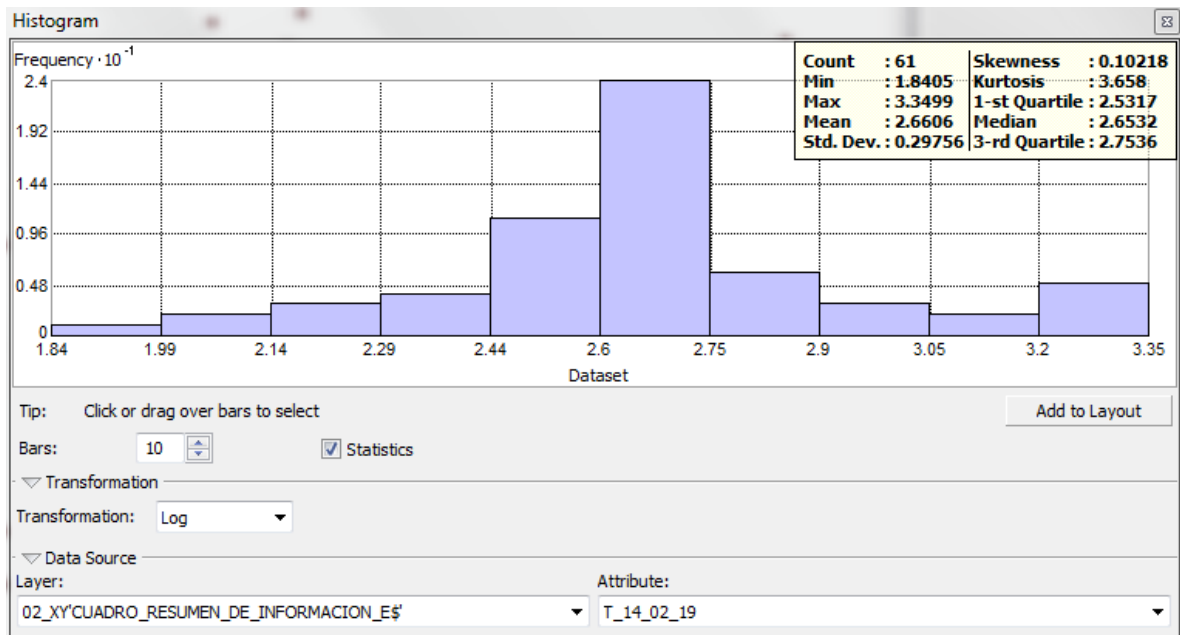 Histogram
Frequency · 10 -1
Count : 61 Skewness : 0.10218
Min : 1.8405 Kurtosis : 3.658
Max : 3.3499 1-st Quartile : 2.5317
Mean : 2.6606 Median : 2.6532
Std. Dev. : 0.29756 3-rd Quartile : 2.7536
2.4
1.92
1.44
0.96
0.48
0
1.84 1.99 2.14 2.29 2.44 2.6 2.75 2.9 3.05 3.2 3.35
Dataset
Tip: Click or drag over bars to select Add to Layout
Bars: 10 Statistics
Transformation
Transformation: Log
Data Source
Layer: Attribute:
02_XY'CUADRO_RESUMEN_DE_INFORMACION_E$' T_14_02_19